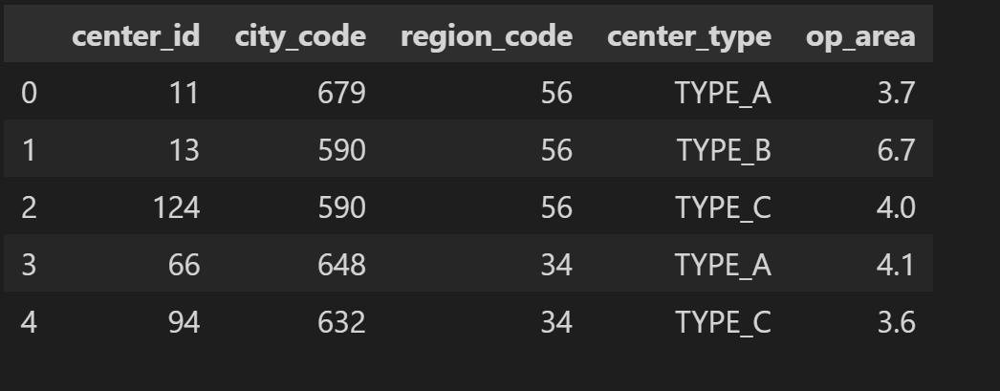 center_id city_code region_code center_type op_area
0 11 679 56 TYPE_A 3.7
1 13 590 56 TYPE_B 6.7
2 124 590 56 TYPE_C 4.0
3 66 648 34 TYPE_A 4.1
4 94 632 34 TYPE_C 3.6